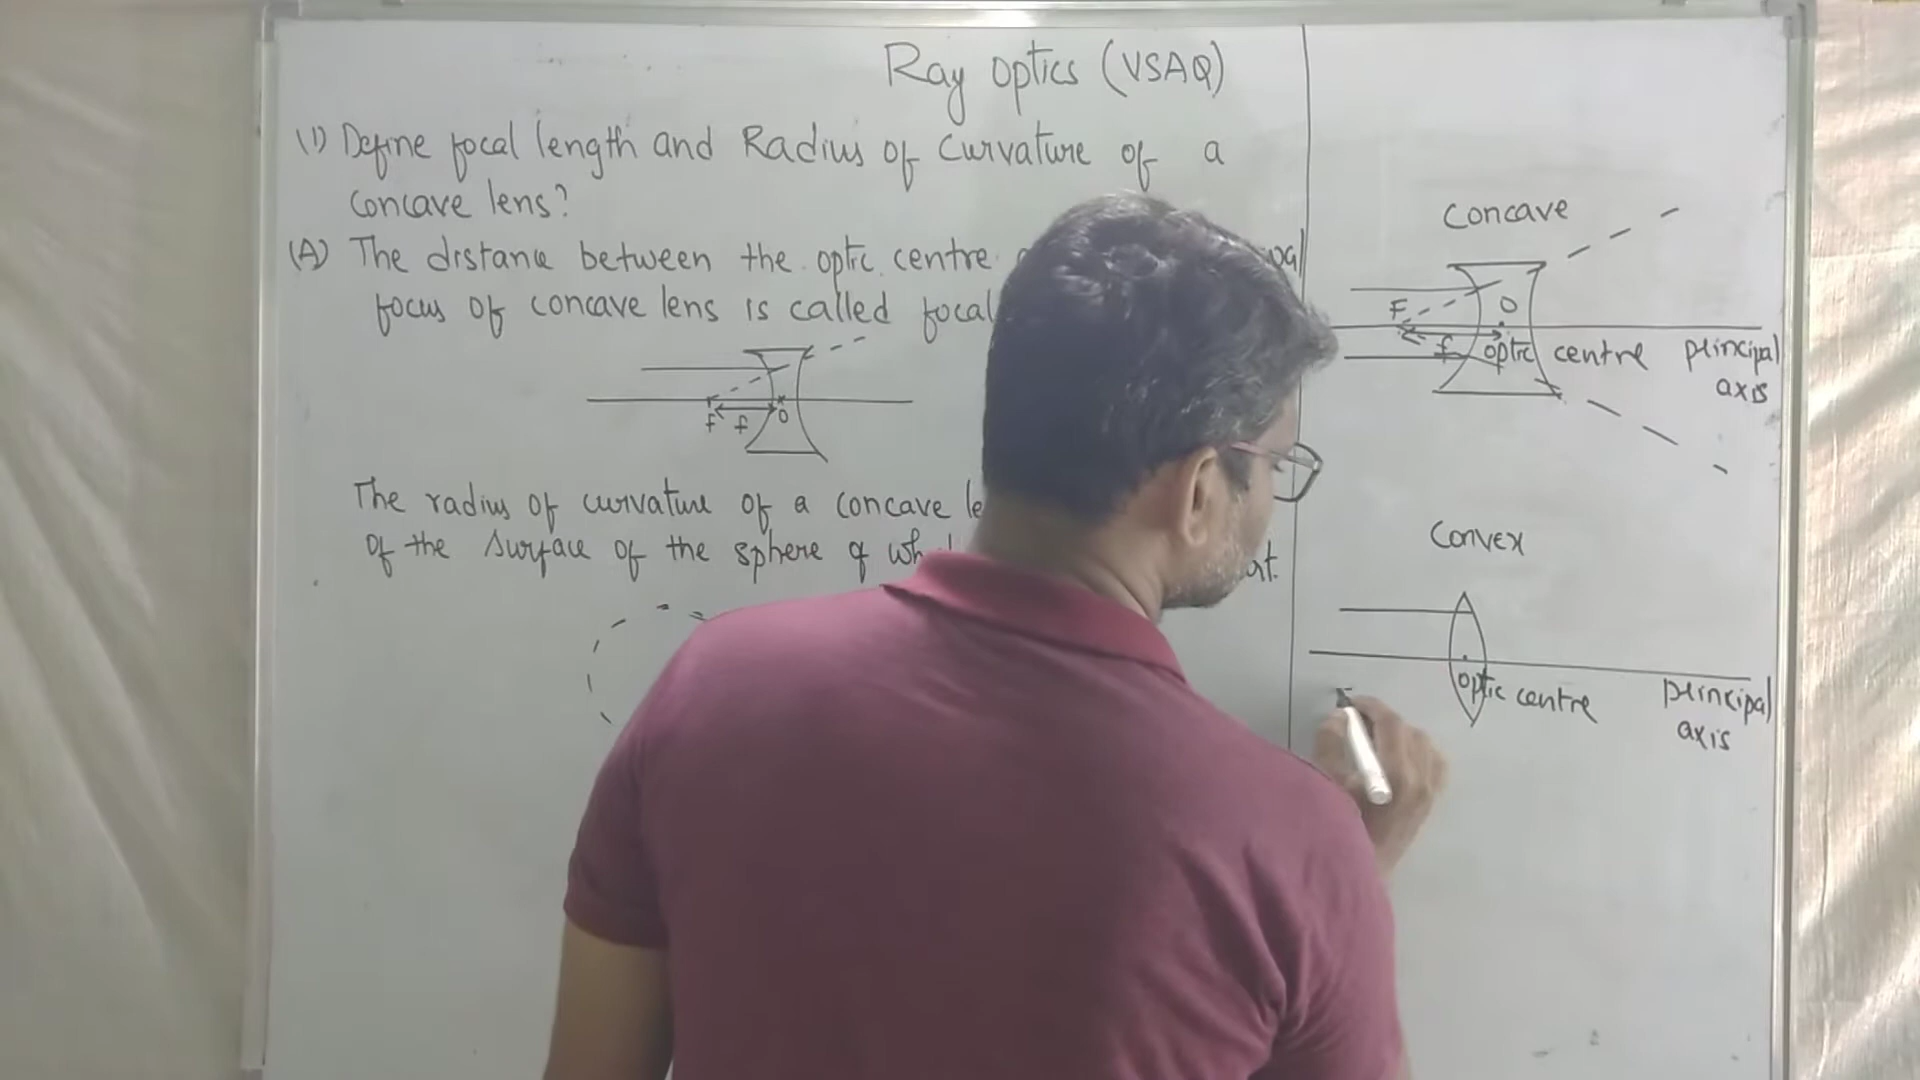 Ray Optics (VSAQ)
(1) Define focal length and Radius of Curvature of a
concave lens?
(A) The distance between the optic centre
focus of concave lens is called focal
F f O
The radius of curvature of a concave
of the surface of the sphere of
Concave
F O
f optic centre principal
axis
Convex
optic centre principal
axis